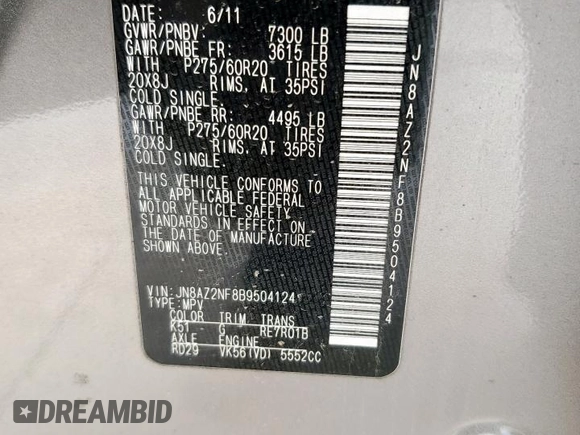 DATE: 6/11
GVWR/PNBV: 7300 LB
GAWR/PNBE FR: 3615 LB
WITH P275/60R20 TIRES
20X8J RIMS, AT 35PSI
COLD SINGLE.
GAWR/PNBE RR: 4495 LB
WITH P275/60R20 TIRES
20X8J RIMS, AT 35PSI
COLD SINGLE.
THIS VEHICLE CONFORMS TO
ALL APPLICABLE FEDERAL
MOTOR VEHICLE SAFETY
STANDARDS IN EFFECT ON
THE DATE OF MANUFACTURE
SHOWN ABOVE.
VIN: JN8AZ2NF8B9504124
TYPE: MPV
COLOR TRIM TRANS
K51 G RE7R01B
AXLE ENGINE
RD29 VK56(VD) 5552CC
JN8AZ2NF8B9504124
DREAMBID